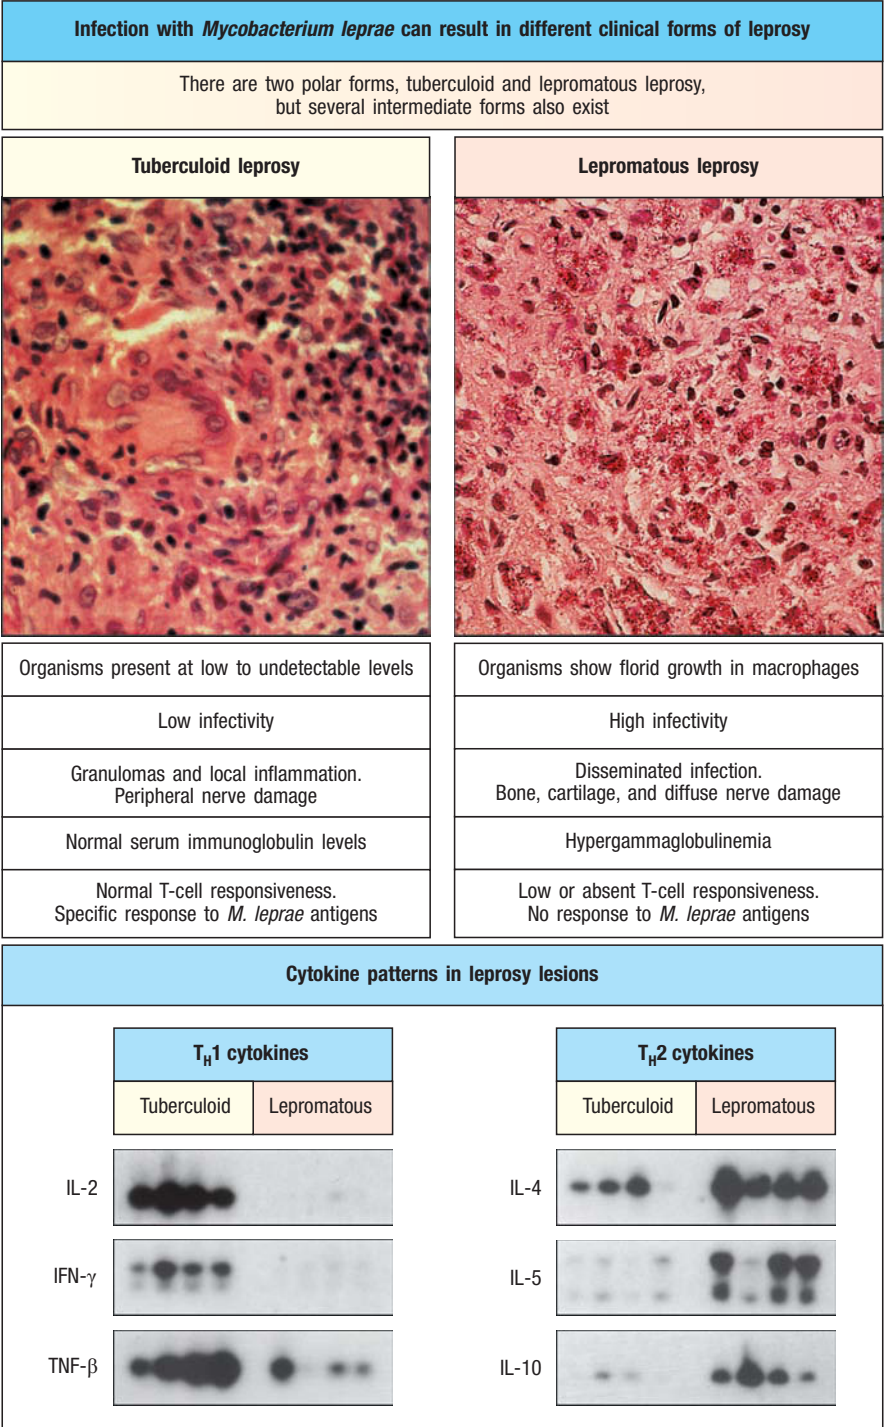 Infection with Mycobacterium leprae can result in different clinical forms of leprosy
There are two polar forms, tuberculoid and lepromatous leprosy,
but several intermediate forms also exist
Tuberculoid leprosy
Lepromatous leprosy
Organisms present at low to undetectable levels
Organisms show florid growth in macrophages
Low infectivity
High infectivity
Granulomas and local inflammation.
Peripheral nerve damage
Disseminated infection.
Bone, cartilage, and diffuse nerve damage
Normal serum immunoglobulin levels
Hypergammaglobulinemia
Normal T-cell responsiveness.
Specific response to M. leprae antigens
Low or absent T-cell responsiveness.
No response to M. leprae antigens
Cytokine patterns in leprosy lesions
TH1 cytokines
Tuberculoid
Lepromatous
IL-2
IFN-γ
TNF-β
TH2 cytokines
Tuberculoid
Lepromatous
IL-4
IL-5
IL-10